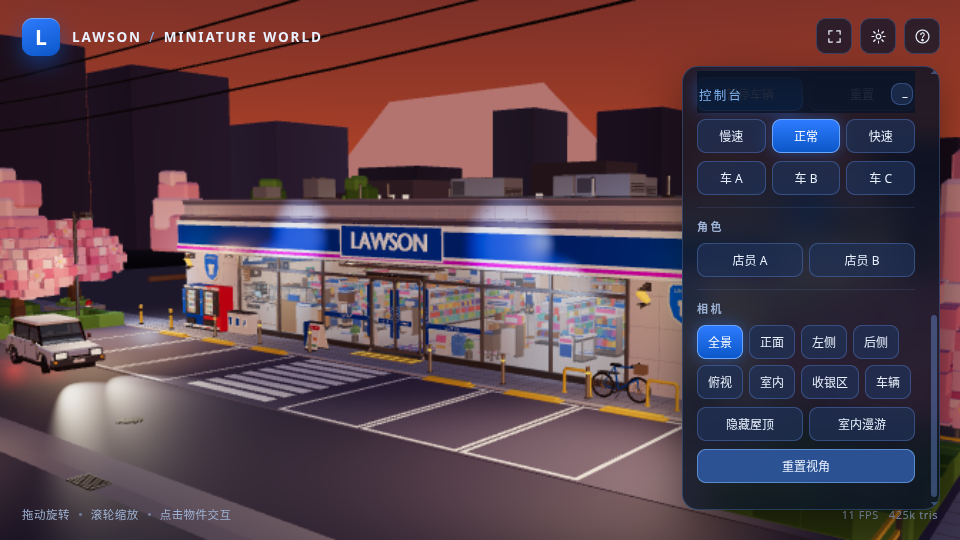 L LAWSON / MINIATURE WORLD
控制台
重置
慢速 正常 快速
车 A 车 B 车 C
角色
店员 A 店员 B
相机
全景 正面 左侧 后侧
俯视 室内 收银区 车辆
隐藏屋顶 室内漫游
重置视角
LAWSON
拖动旋转 • 滚轮缩放 • 点击物件交互
11 FPS 425k tris